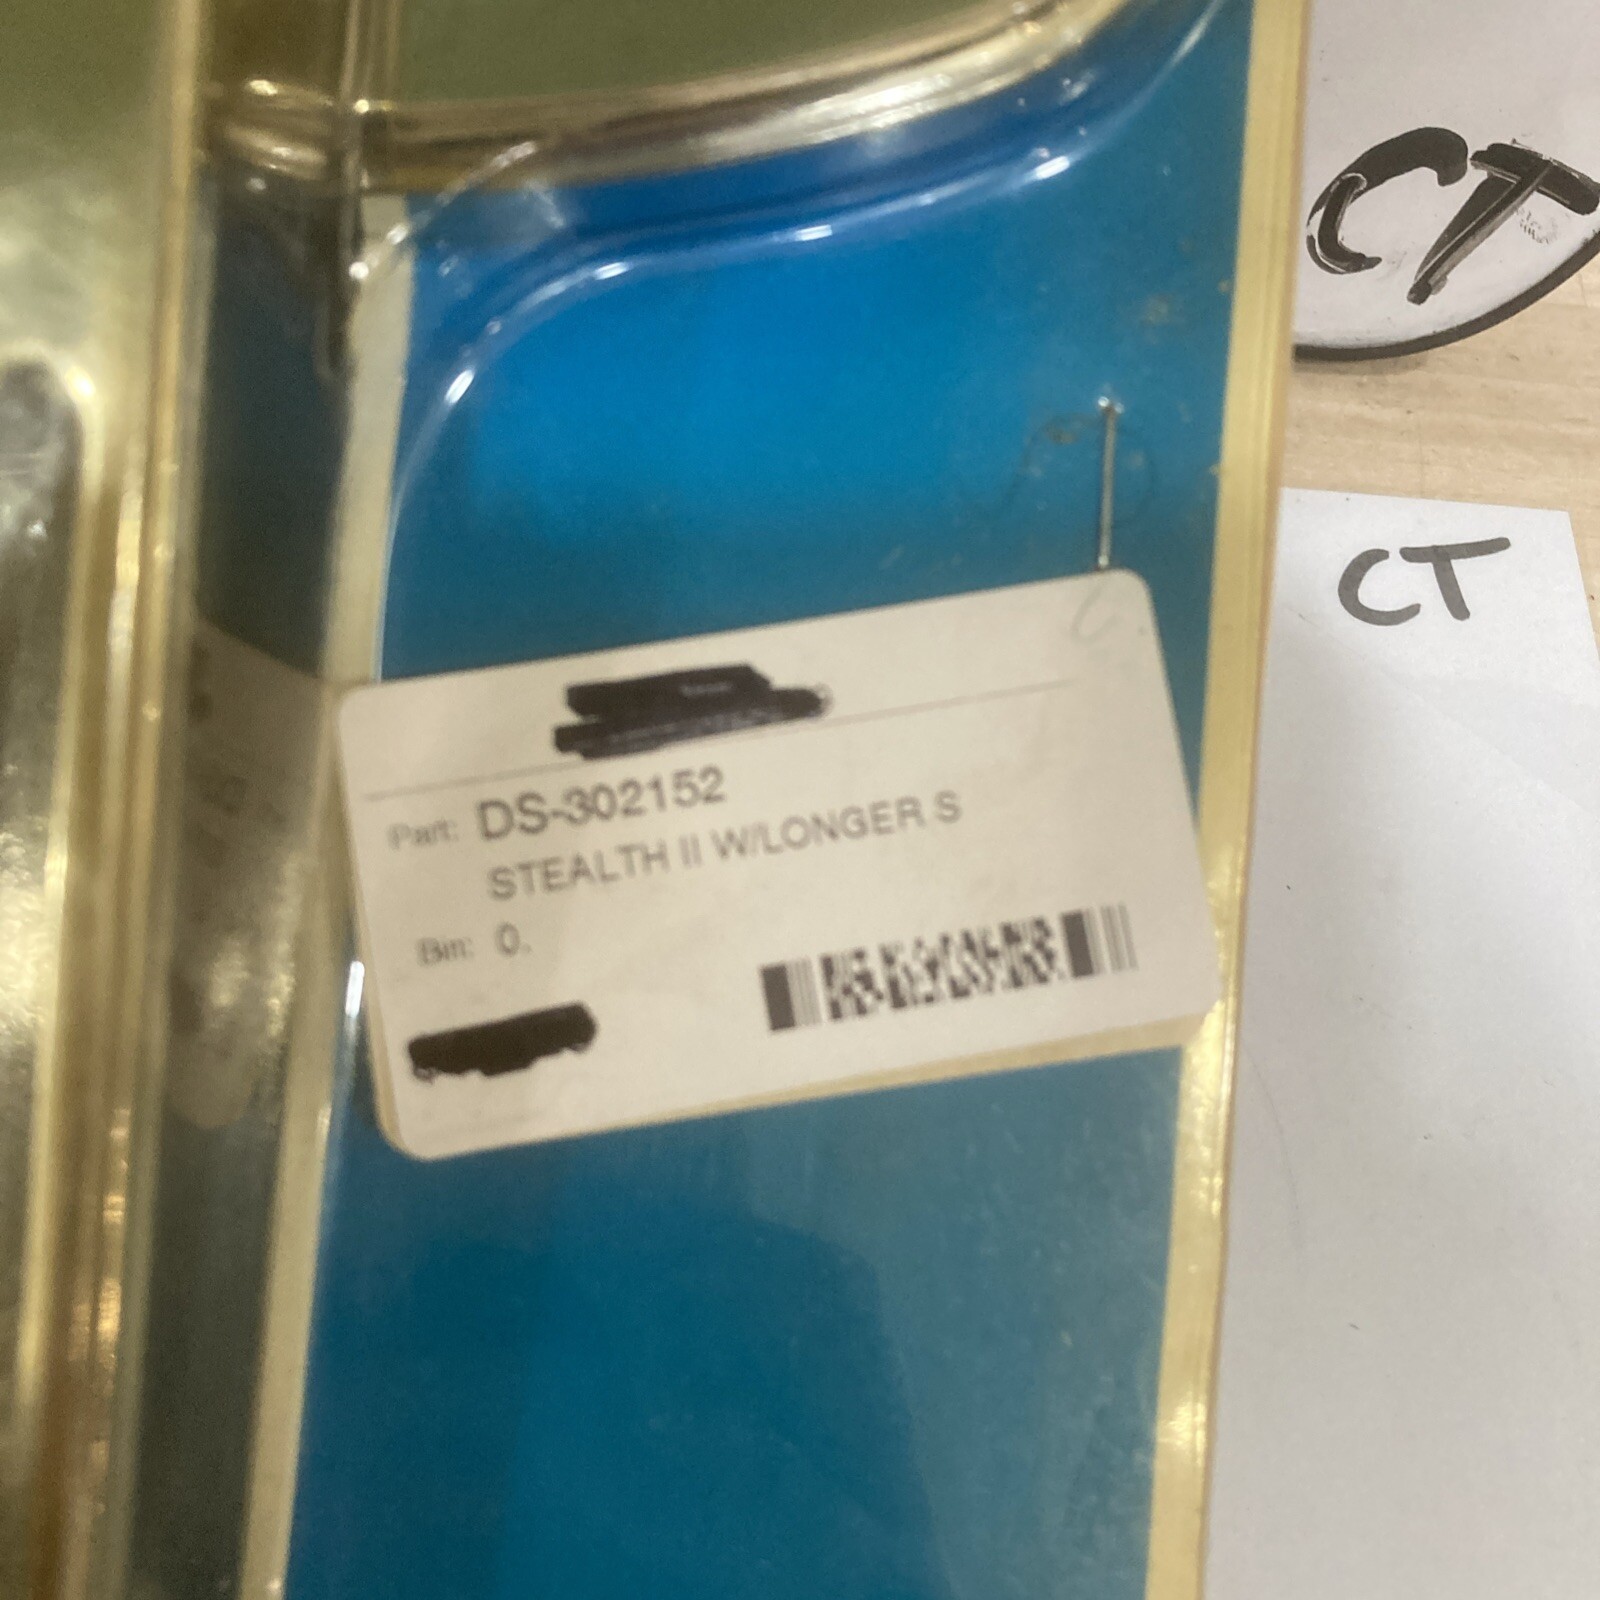 CT
CT
Part: DS-302152
STEALTH II W/LONGER S
Bin: 0.